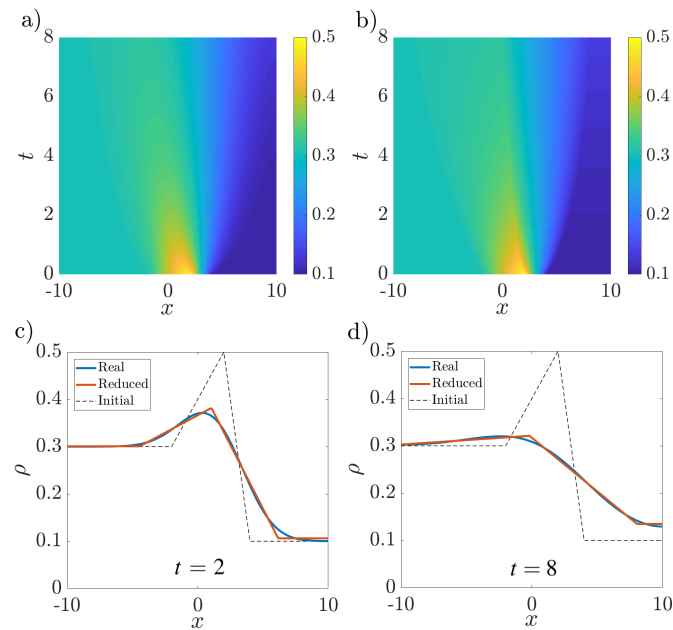 a)
b)
8
6
4
2
0
t
-10
0
10
x
0.5
0.4
0.3
0.2
0.1
8
6
4
2
0
t
-10
0
10
x
0.5
0.4
0.3
0.2
0.1
c)
d)
0.5
0.4
0.3
0.2
0.1
0
ρ
Real
Reduced
Initial
t = 2
-10
0
10
x
0.5
0.4
0.3
0.2
0.1
0
ρ
Real
Reduced
Initial
t = 8
-10
0
10
x